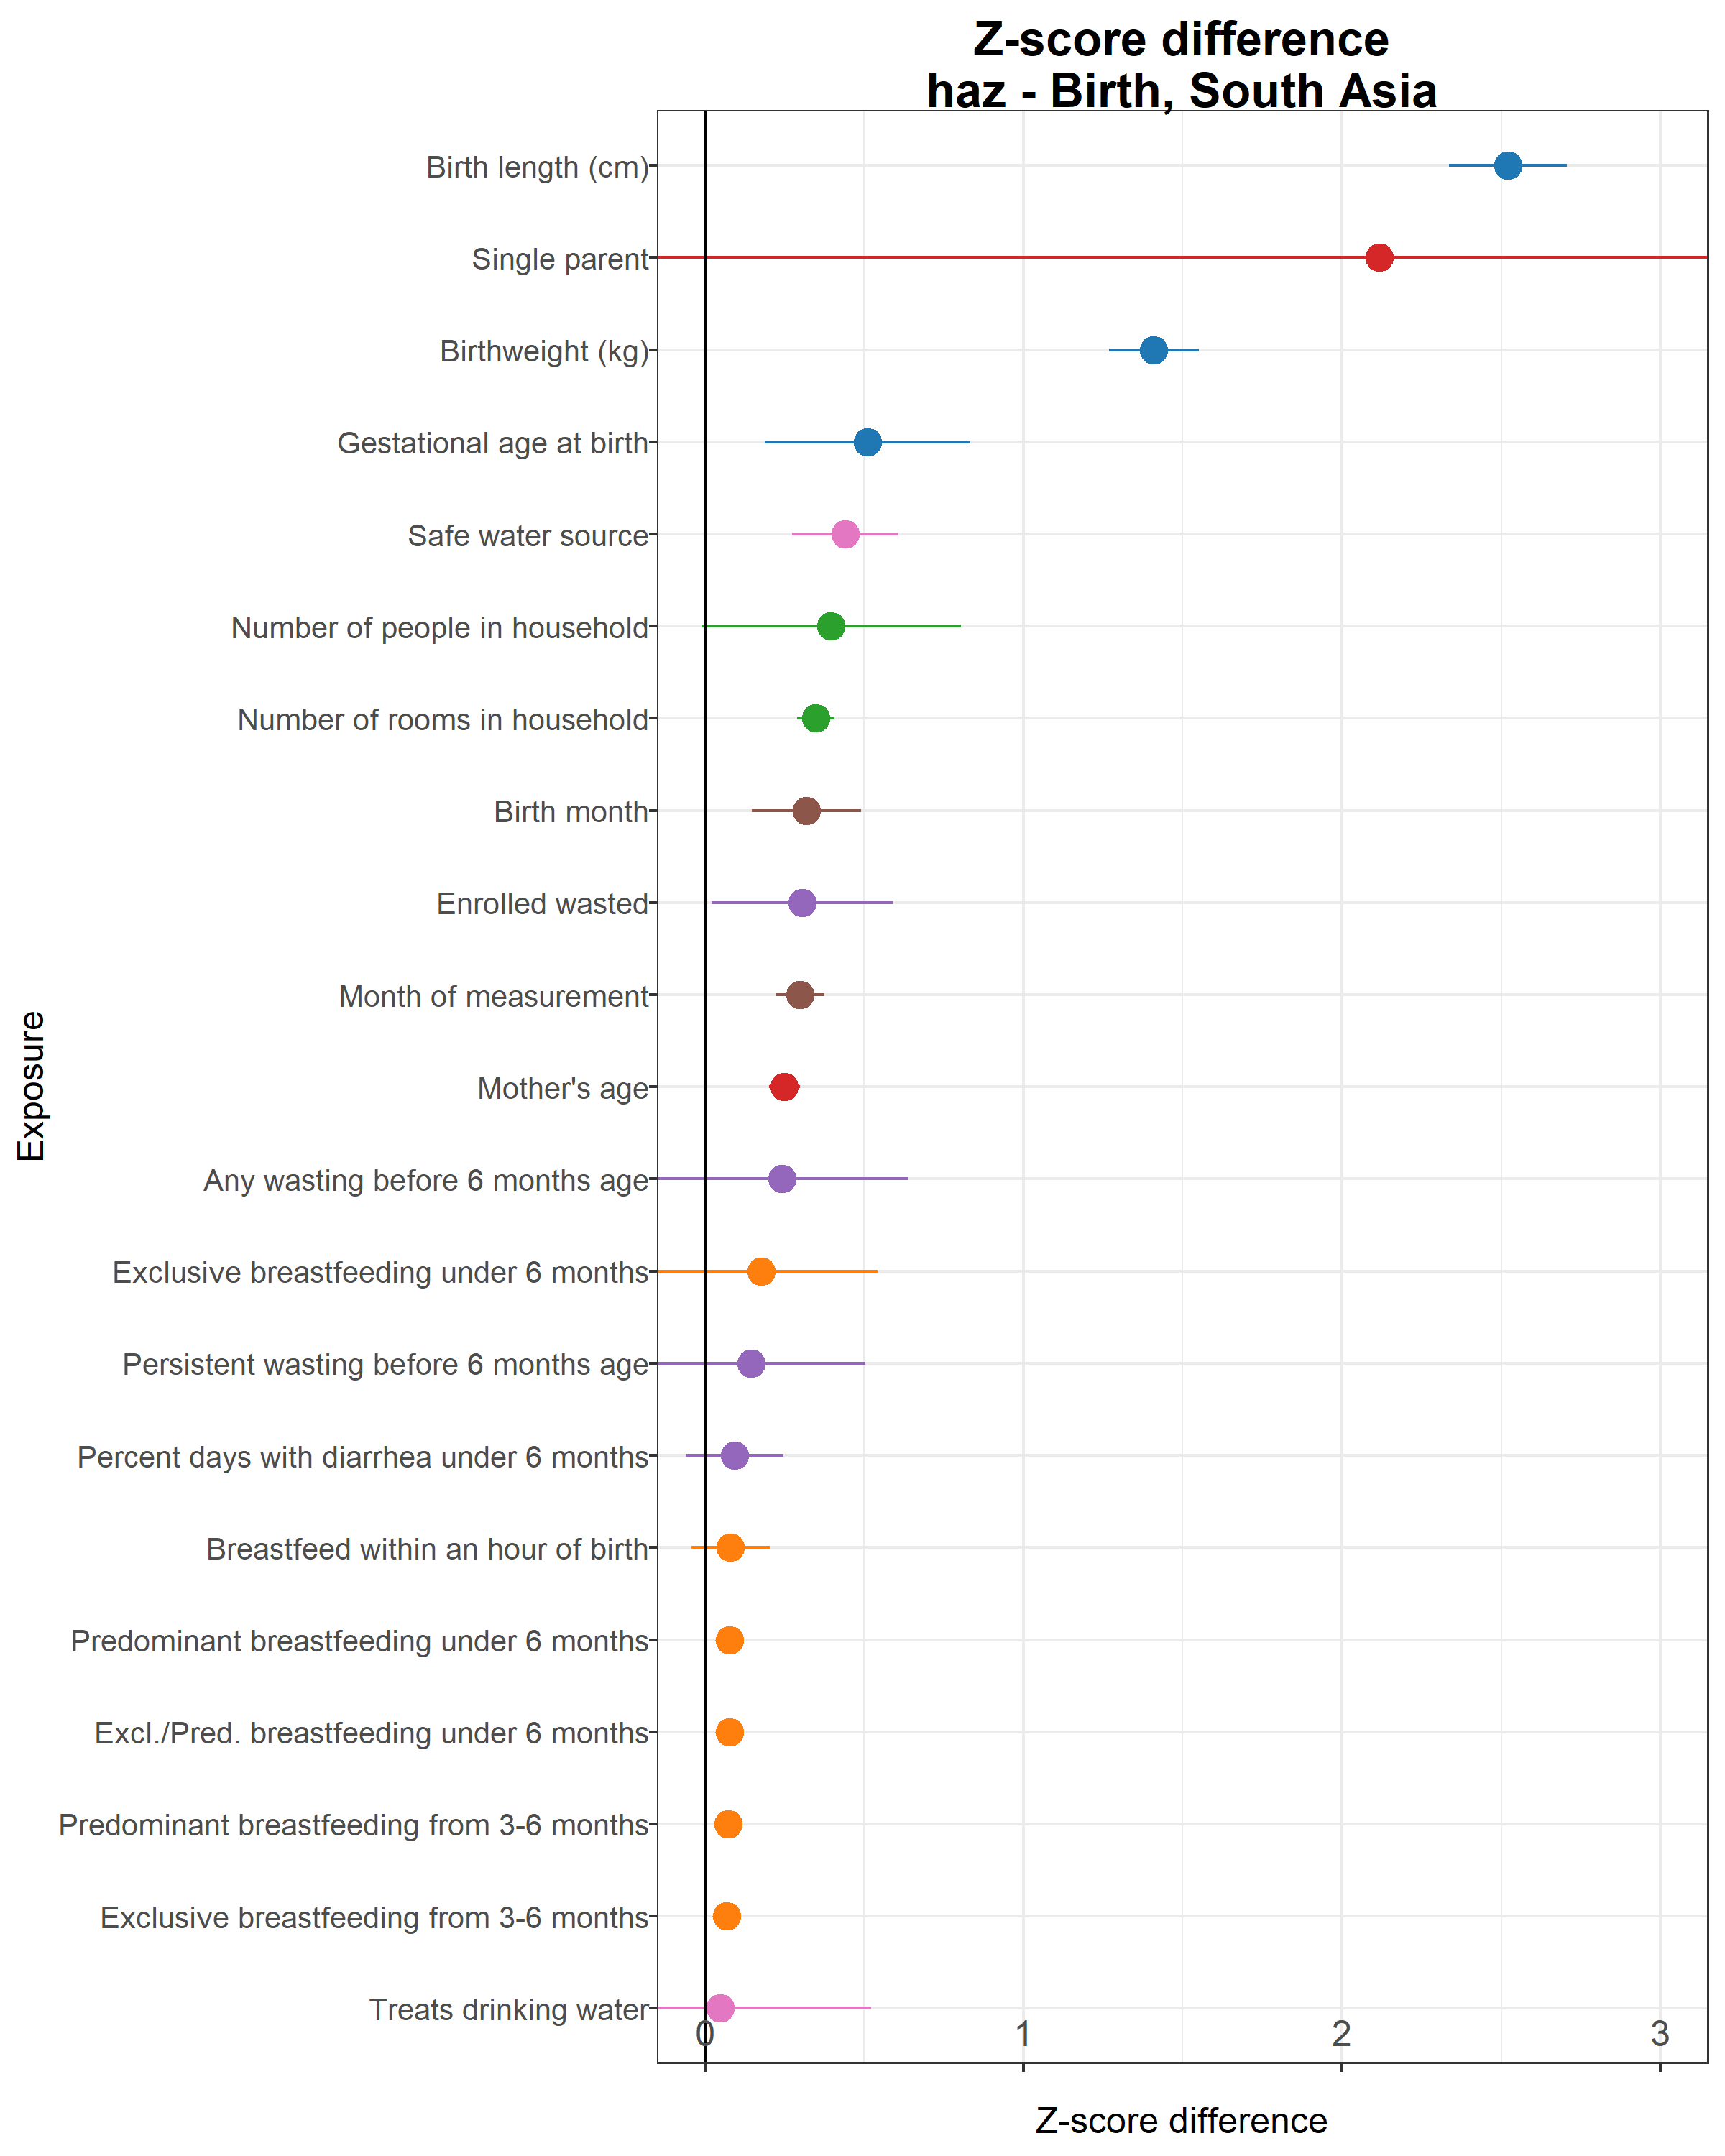 Z-score difference
haz - Birth, South Asia
Birth length (cm)
Single parent
Birthweight (kg)
Gestational age at birth
Safe water source
Number of people in household
Number of rooms in household
Birth month
Enrolled wasted
Month of measurement
Mother's age
Any wasting before 6 months age
Exclusive breastfeeding under 6 months
Persistent wasting before 6 months age
Percent days with diarrhea under 6 months
Breastfeed within an hour of birth
Predominant breastfeeding under 6 months
Excl./Pred. breastfeeding under 6 months
Predominant breastfeeding from 3-6 months
Exclusive breastfeeding from 3-6 months
Treats drinking water
Exposure
0 1 2 3
Z-score difference